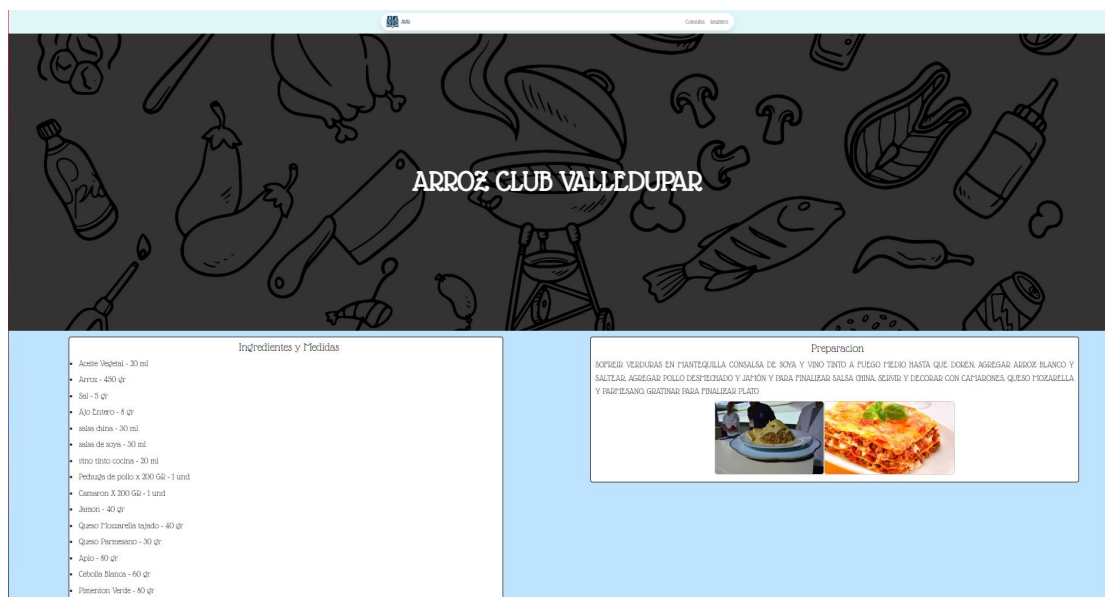 AVR
Consulta Registro
ARROZ CLUB VALLEDUPAR
Ingredientes y Medidas
Aceite Vegetal - 20 ml
Arroz - 450 gr
Sal - 5 gr
Ajo Entero - 8 gr
salsa china - 30 ml
salsa de soya - 30 ml
vino tinto cocina - 20 ml
Pechuga de pollo x 200 GR - 1 und
Camaron X 200 GR - 1 und
Jamon - 40 gr
Queso Mozzarella tajado - 40 gr
Queso Parmesano - 30 gr
Apio - 80 gr
Cebolla Blanca - 60 gr
Pimenton Verde - 80 gr
Preparacion
SOFREIR VERDURAS EN MANTEQUILLA CONSALSA DE SOYA Y VINO TINTO A FUEGO MEDIO HASTA QUE DOREN, AGREGAR ARROZ BLANCO Y
SALTEAR, AGREGAR POLLO DESMECHADO Y JAMÓN Y PARA FINALIZAR SALSA CHINA, SERVIR Y DECORAR CON CAMARONES, QUESO MOZARELLA
Y PARMESANO, GRATINAR PARA FINALIZAR PLATO